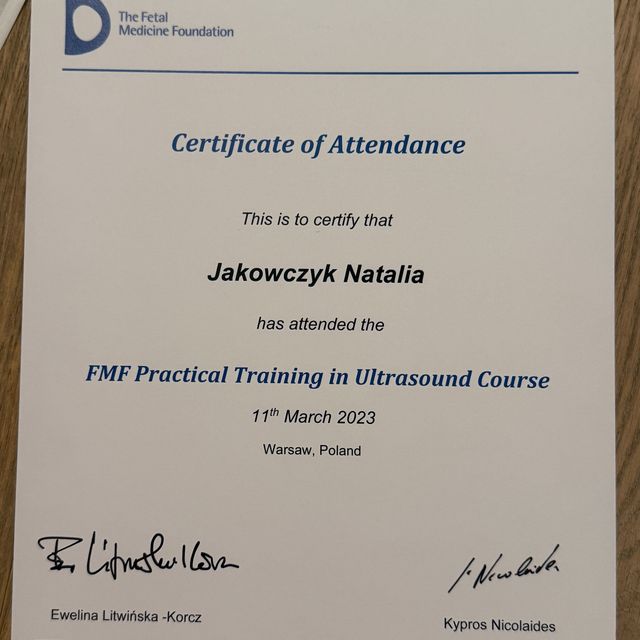 The Fetal
Medicine Foundation
Certificate of Attendance
This is to certify that
Jakowczyk Natalia
has attended the
FMF Practical Training in Ultrasound Course
11th March 2023
Warsaw, Poland
Ewelina Litwińska -Korcz
Kypros Nicolaides